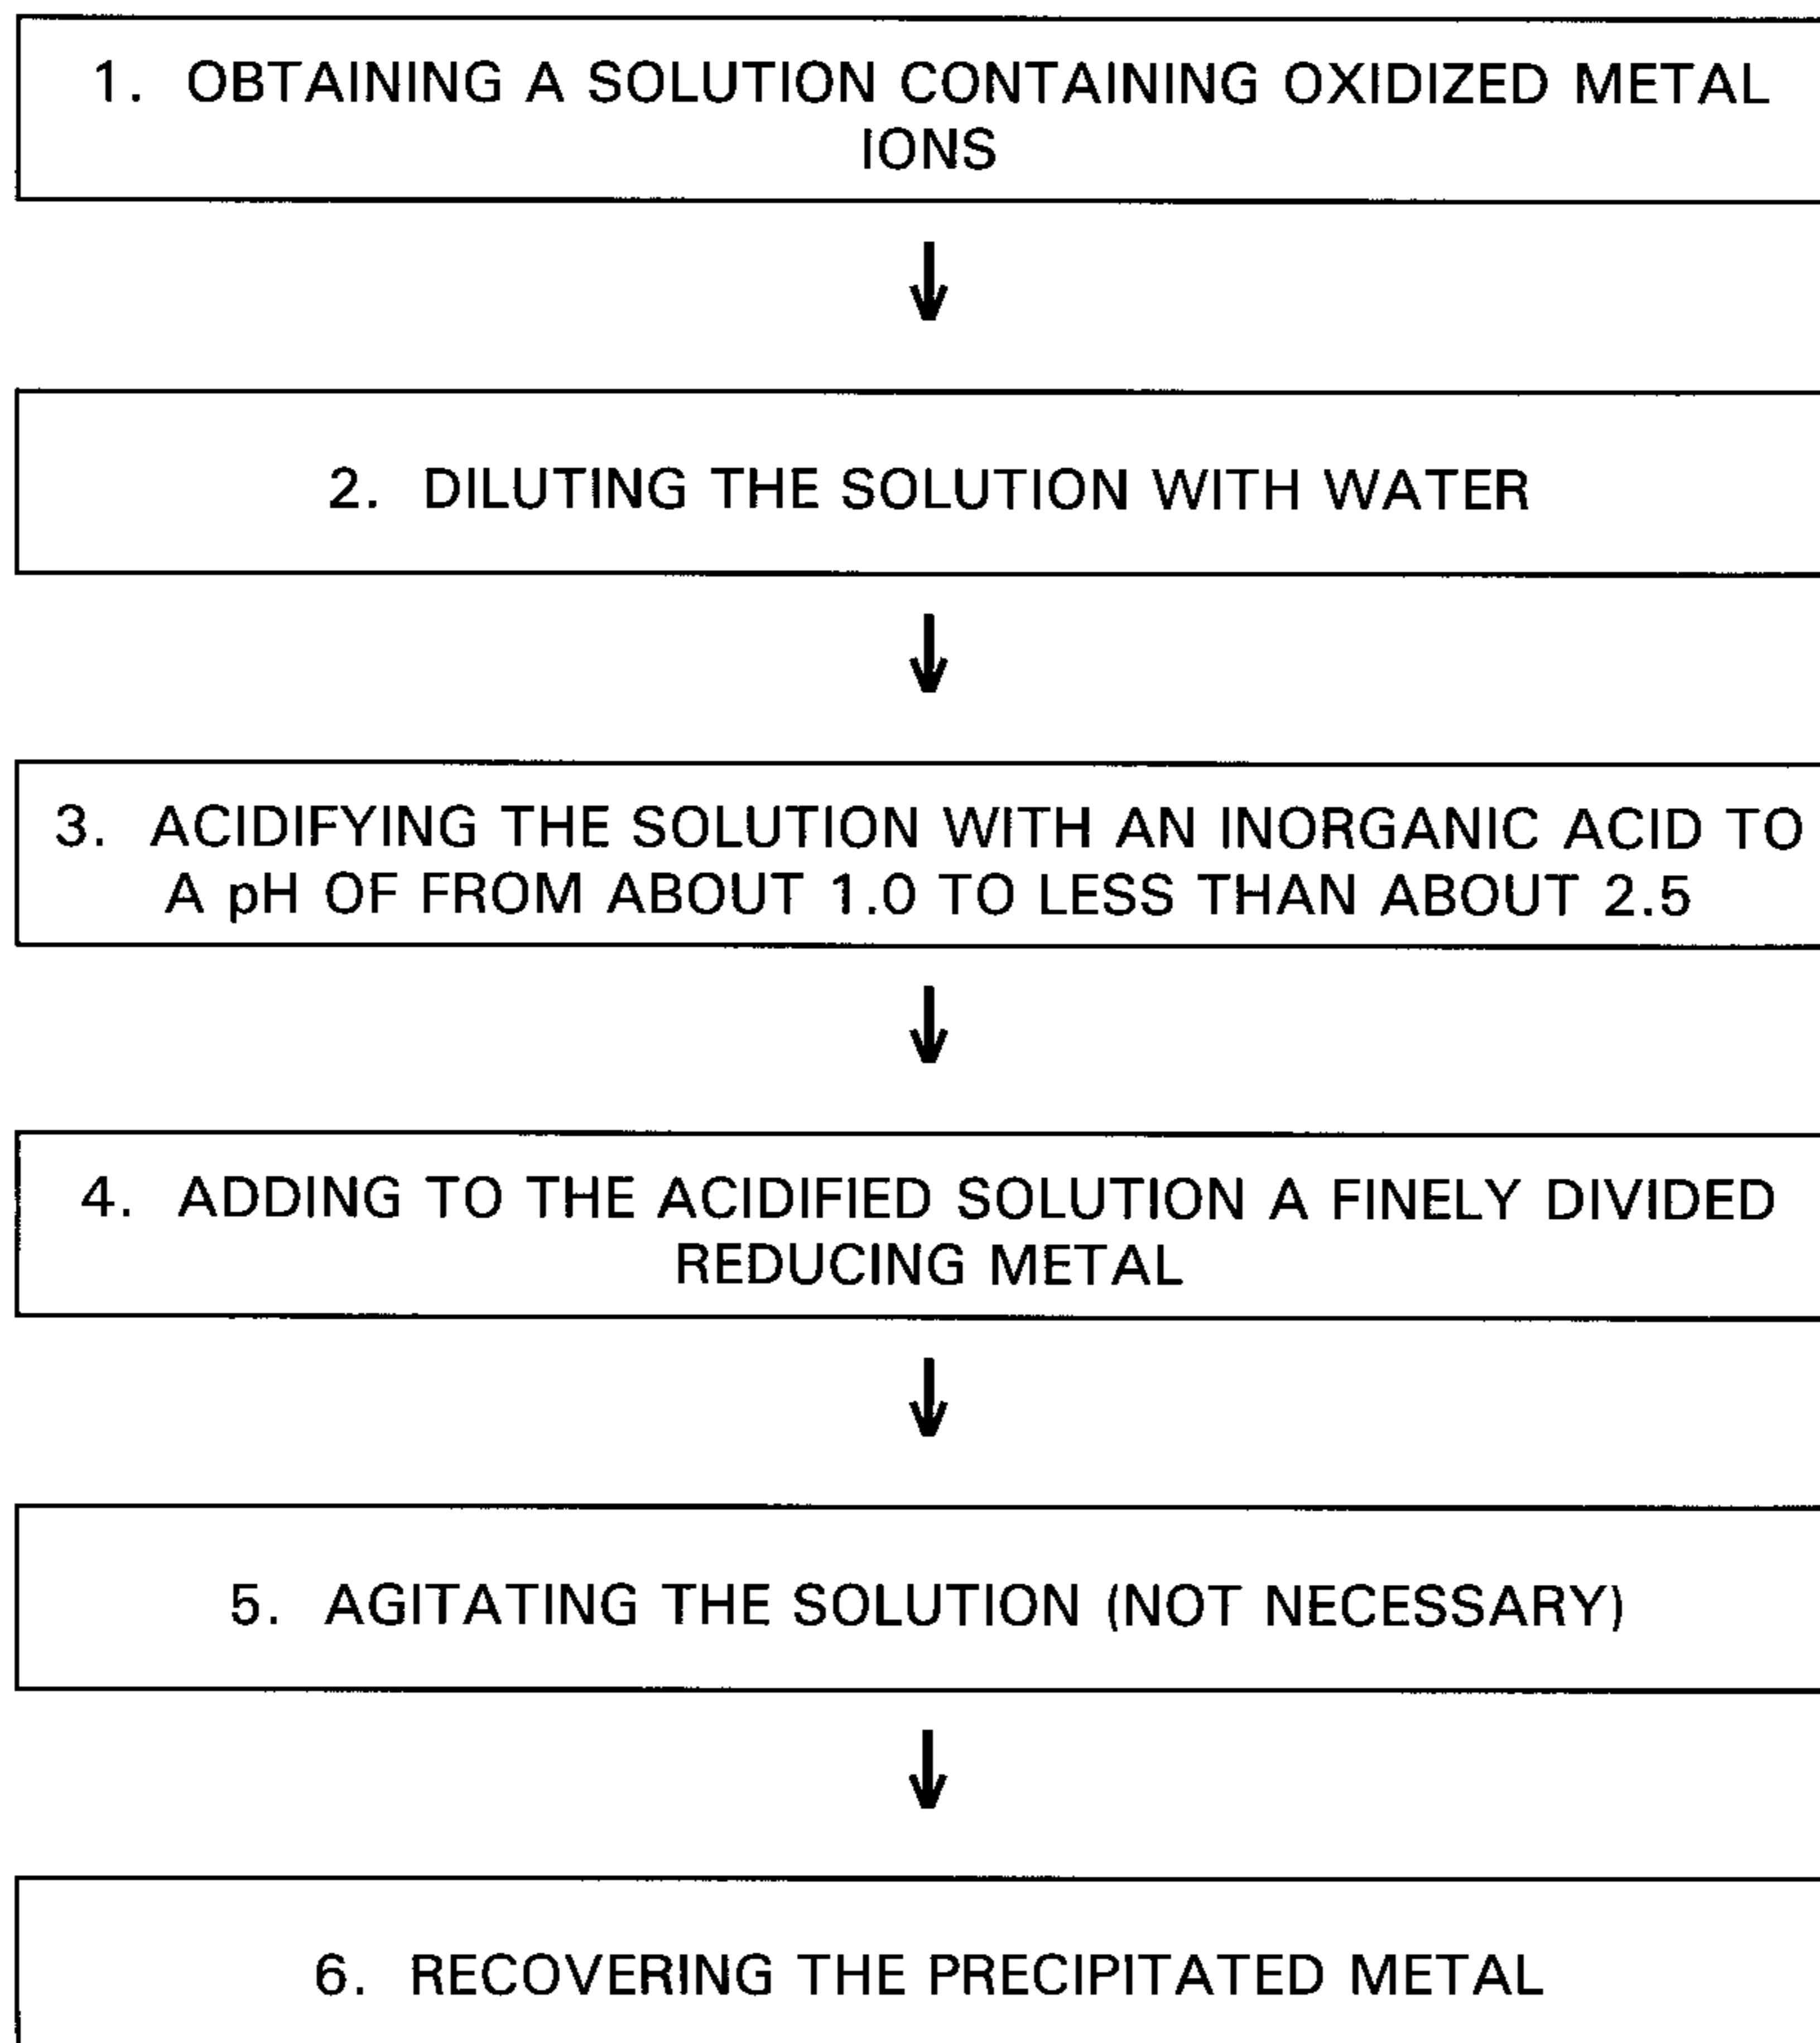 1. OBTAINING A SOLUTION CONTAINING OXIDIZED METAL
IONS
2. DILUTING THE SOLUTION WITH WATER
3. ACIDIFYING THE SOLUTION WITH AN INORGANIC ACID TO
A pH OF FROM ABOUT 1.0 TO LESS THAN ABOUT 2.5
4. ADDING TO THE ACIDIFIED SOLUTION A FINELY DIVIDED
REDUCING METAL
5. AGITATING THE SOLUTION (NOT NECESSARY)
6. RECOVERING THE PRECIPITATED METAL